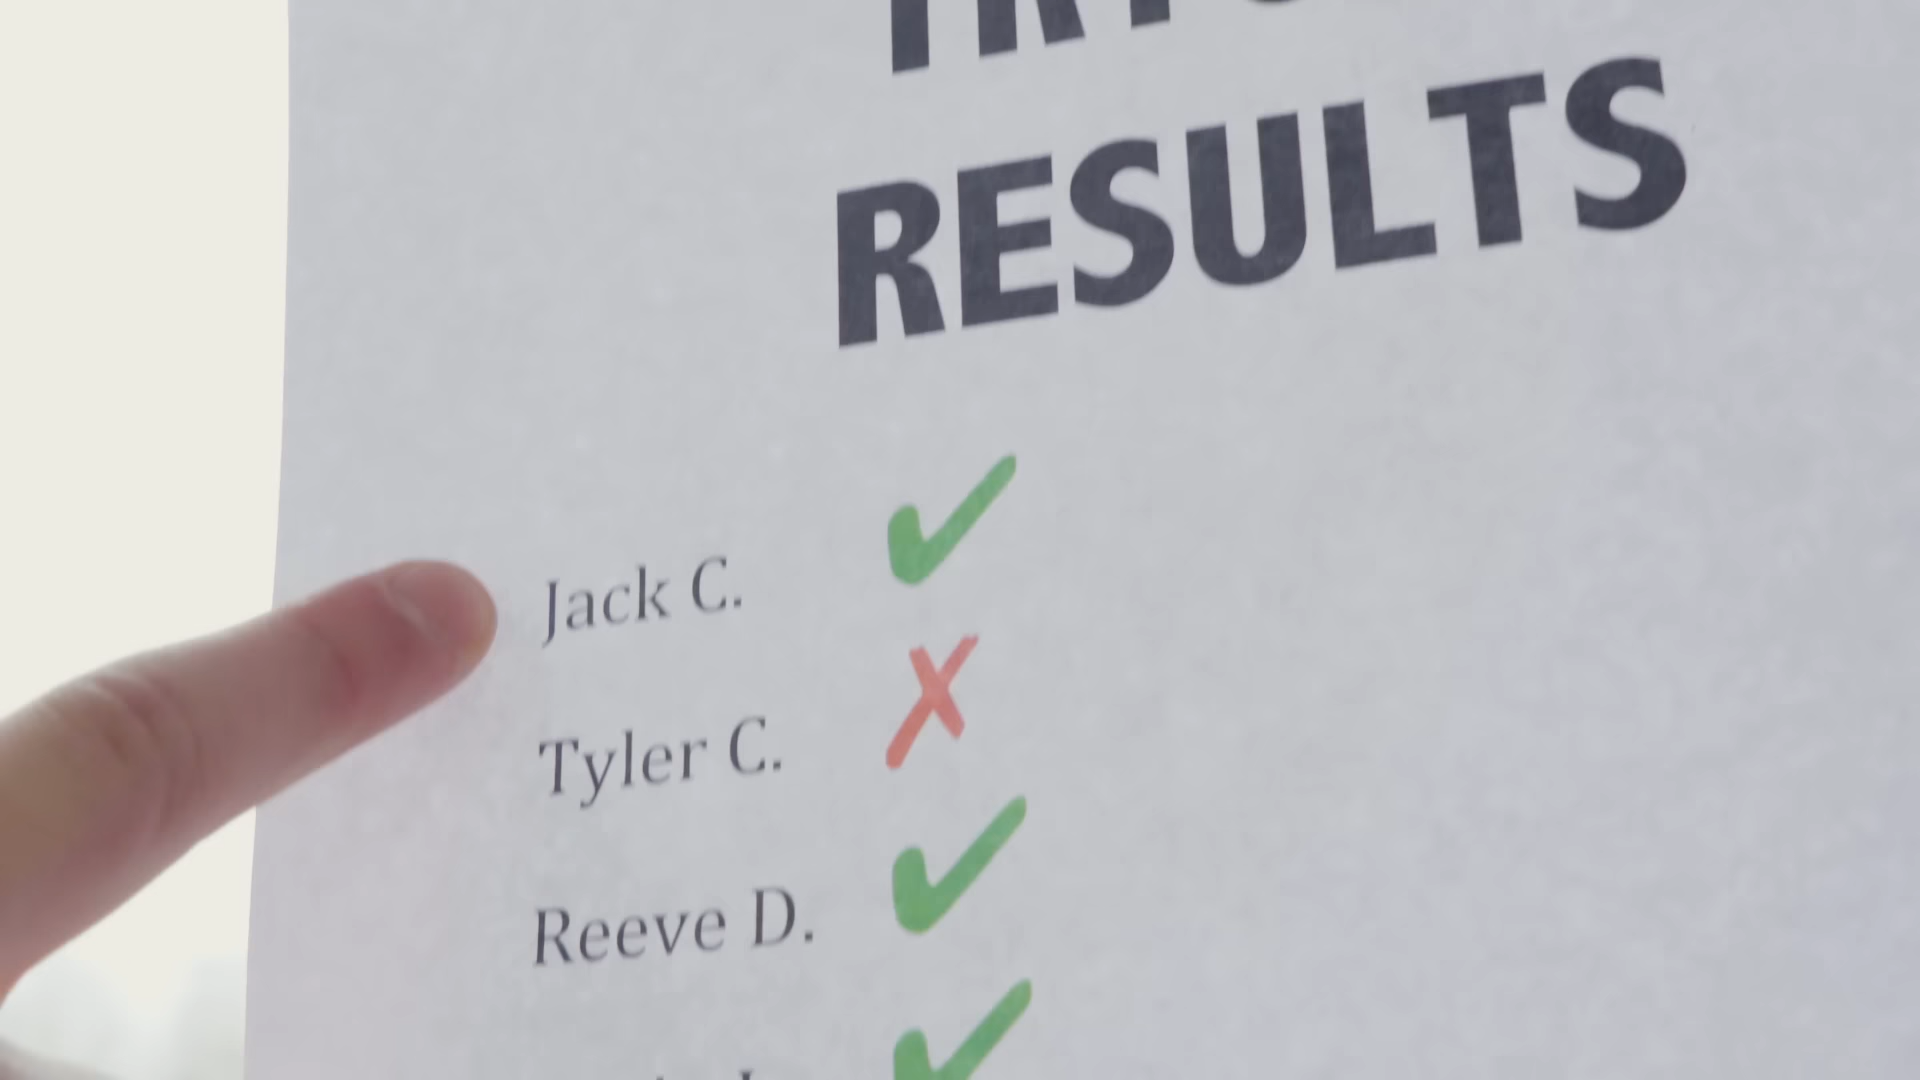 RESULTS
Jack C. ✓
Tyler C. ✗
Reeve D. ✓